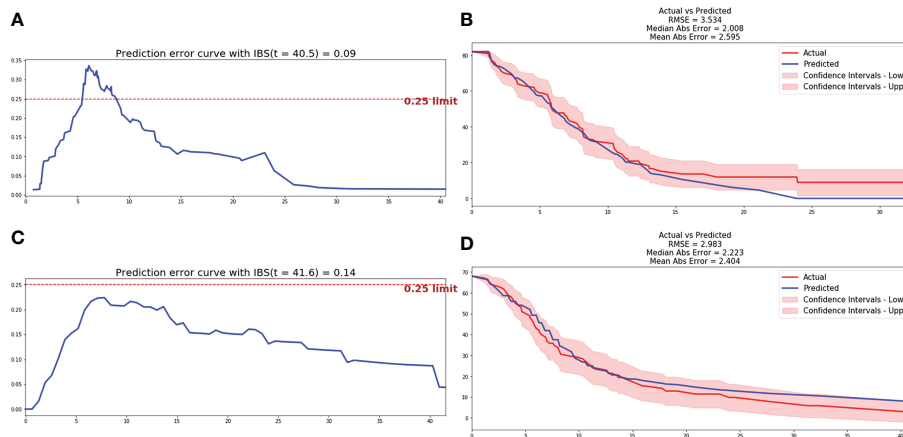 A
Prediction error curve with IBS(t = 40.5) = 0.09
0.35
0.30
0.25
0.20
0.15
0.10
0.05
0.00
0.25 limit
0 5 10 15 20 25 30 35 40
B
Actual vs Predicted
RMSE = 3.534
Median Abs Error = 2.008
Mean Abs Error = 2.595
Actual
Predicted
Confidence Intervals - Low
Confidence Intervals - Upp
80
60
40
20
0
0 5 10 15 20 25 30
C
Prediction error curve with IBS(t = 41.6) = 0.14
0.25
0.20
0.15
0.10
0.05
0.00
0.25 limit
0 5 10 15 20 25 30 35 40
D
Actual vs Predicted
RMSE = 2.983
Median Abs Error = 2.223
Mean Abs Error = 2.404
Actual
Predicted
Confidence Intervals - Low
Confidence Intervals - Upp
70
60
50
40
30
20
10
0
0 5 10 15 20 25 30 35 40